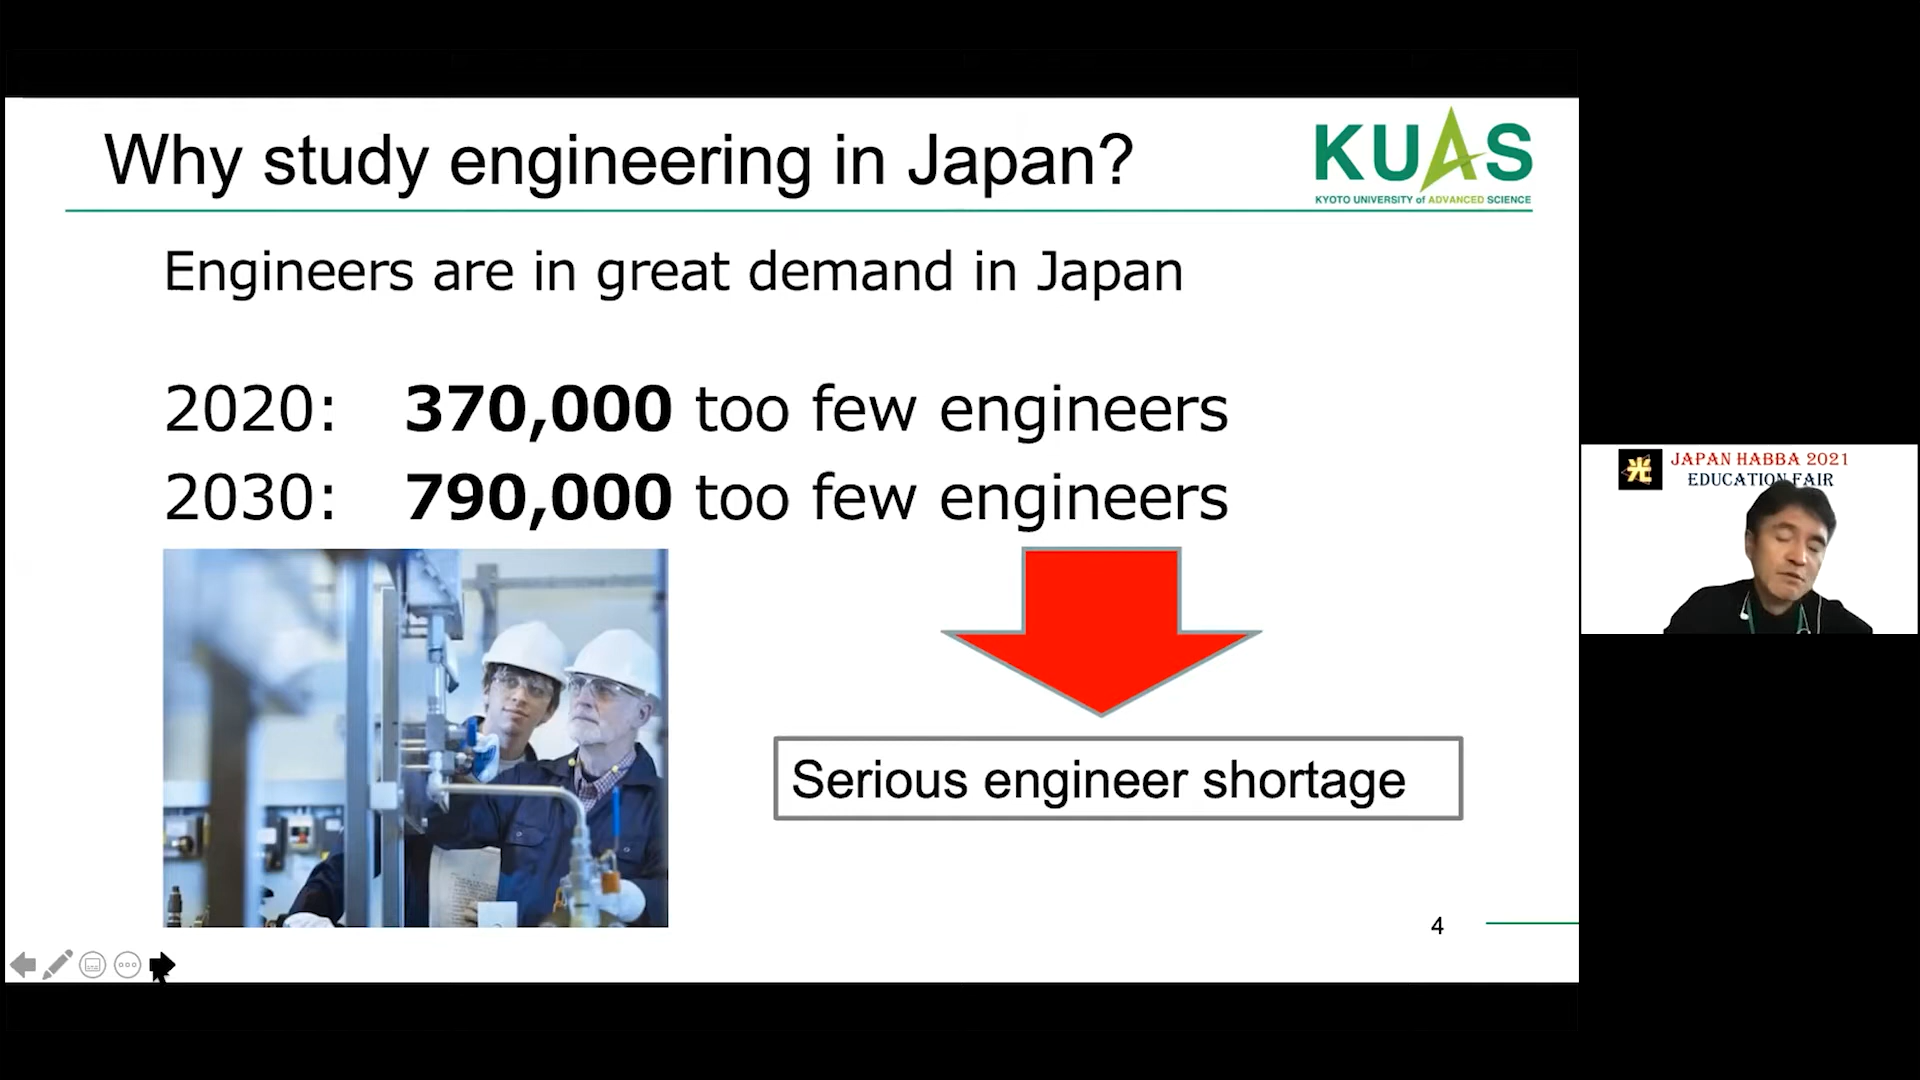 Why study engineering in Japan?
KUAS
KYOTO UNIVERSITY of ADVANCED SCIENCE
Engineers are in great demand in Japan
2020: 370,000 too few engineers
2030: 790,000 too few engineers
Serious engineer shortage
4
光
JAPAN HABBA 2021
EDUCATION FAIR